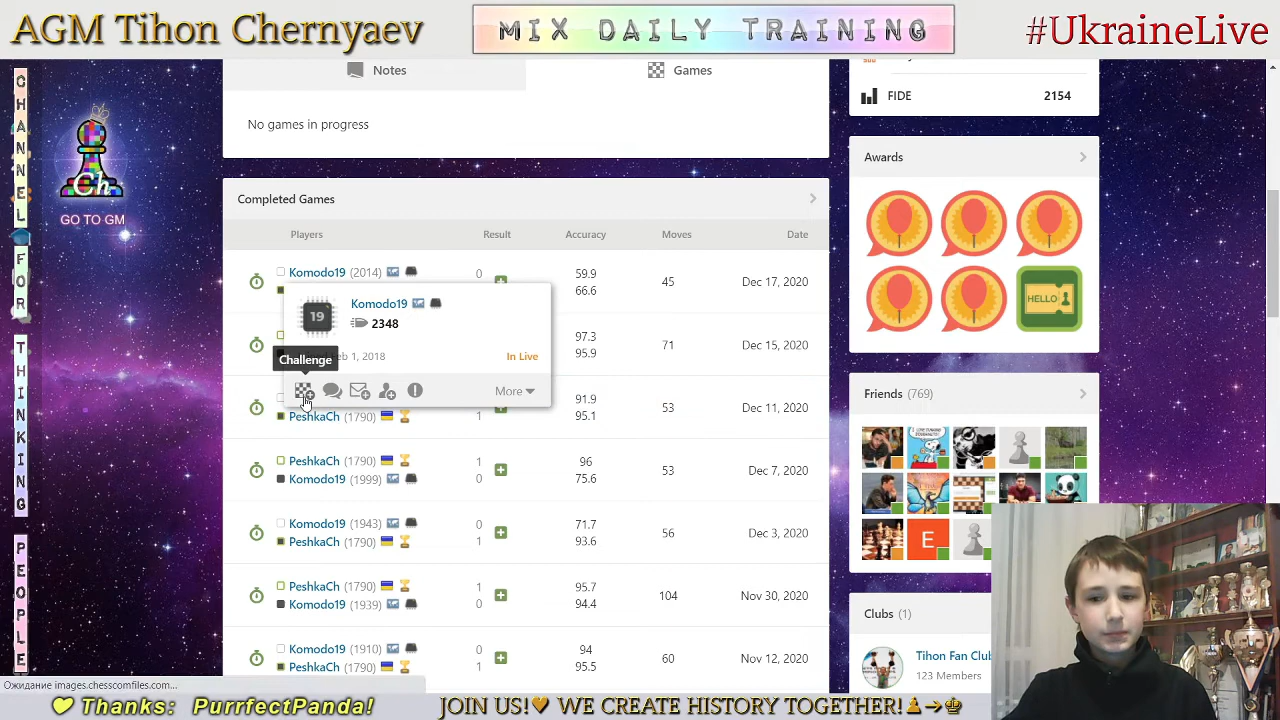 AGM Tihon Chernyaev
MIX DAILY TRAINING
#UkraineLive
CHANNEL FOR THINKING PEOPLE
Ch
GO TO GM
Notes
Games
No games in progress
Completed Games
Players Result Accuracy Moves Date
Komodo19 (2014) 0 59.9 45 Dec 17, 2020
66.6
97.3 71 Dec 15, 2020
95.9
19
Komodo19
2348
Challenge
eb 1, 2018
In Live
More
91.9 53 Dec 11, 2020
PeshkaCh (1790) 1 95.1
PeshkaCh (1790) 1 96 53 Dec 7, 2020
Komodo19 (1999) 0 75.6
Komodo19 (1943) 0 71.7 56 Dec 3, 2020
PeshkaCh (1790) 1 93.6
PeshkaCh (1790) 1 95.7 104 Nov 30, 2020
Komodo19 (1939) 0 94.4
Komodo19 (1910) 0 94 60 Nov 12, 2020
PeshkaCh (1790) 1 95.5
FIDE 2154
Awards
HELLO
Friends (769)
E
Clubs (1)
Tihon Fan Club
123 Members
Ожидание images.chesscomfiles.com...
Thanks: PurrfectPanda!
JOIN US! WE CREATE HISTORY TOGETHER!